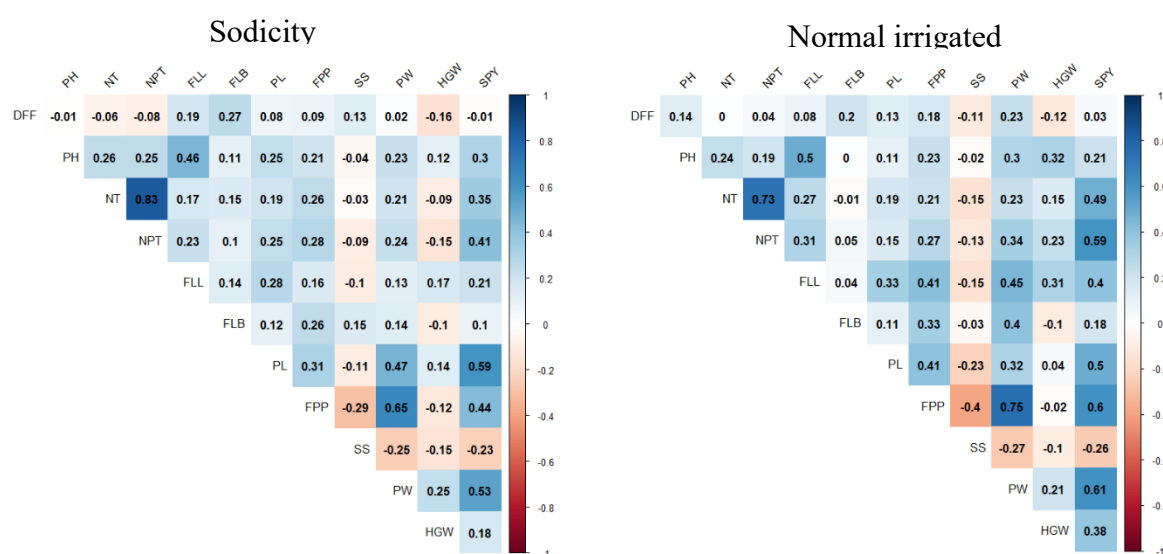 Sodicity
PH NT NPT FLL FLB PL FPP SS PW HGW SPY
DFF -0.01 -0.06 -0.08 0.19 0.27 0.08 0.09 0.13 0.02 -0.16 -0.01
PH 0.26 0.25 0.46 0.11 0.25 0.21 -0.04 0.23 0.12 0.3
NT 0.83 0.17 0.15 0.19 0.26 -0.03 0.21 -0.09 0.35
NPT 0.23 0.1 0.25 0.28 -0.09 0.24 -0.15 0.41
FLL 0.14 0.28 0.16 -0.1 0.13 0.17 0.21
FLB 0.12 0.26 0.15 0.14 -0.1 0.1
PL 0.31 -0.11 0.47 0.14 0.59
FPP -0.29 0.65 -0.12 0.44
SS -0.25 -0.15 -0.23
PW 0.25 0.53
HGW 0.18
1
0.8
0.6
0.4
0.2
0
-0.2
-0.4
-0.6
-0.8
Normal irrigated
PH NT NPT FLL FLB PL FPP SS PW HGW SPY
DFF 0.14 0 0.04 0.08 0.2 0.13 0.18 -0.11 0.23 -0.12 0.03
PH 0.24 0.19 0.5 0 0.11 0.23 -0.02 0.3 0.32 0.21
NT 0.73 0.27 -0.01 0.19 0.21 -0.15 0.23 0.15 0.49
NPT 0.31 0.05 0.15 0.27 -0.13 0.34 0.23 0.59
FLL 0.04 0.33 0.41 -0.15 0.45 0.31 0.4
FLB 0.11 0.33 -0.03 0.4 -0.1 0.18
PL 0.41 -0.23 0.32 0.04 0.5
FPP -0.4 0.75 -0.02 0.6
SS -0.27 -0.1 -0.26
PW 0.21 0.61
HGW 0.38
1
0.8
0.6
0.4
0.2
0